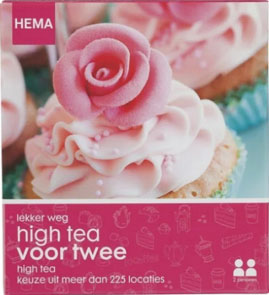 HEMA
lekker weg
high tea
voor twee
high tea
keuze uit meer dan 225 locaties
2 personen